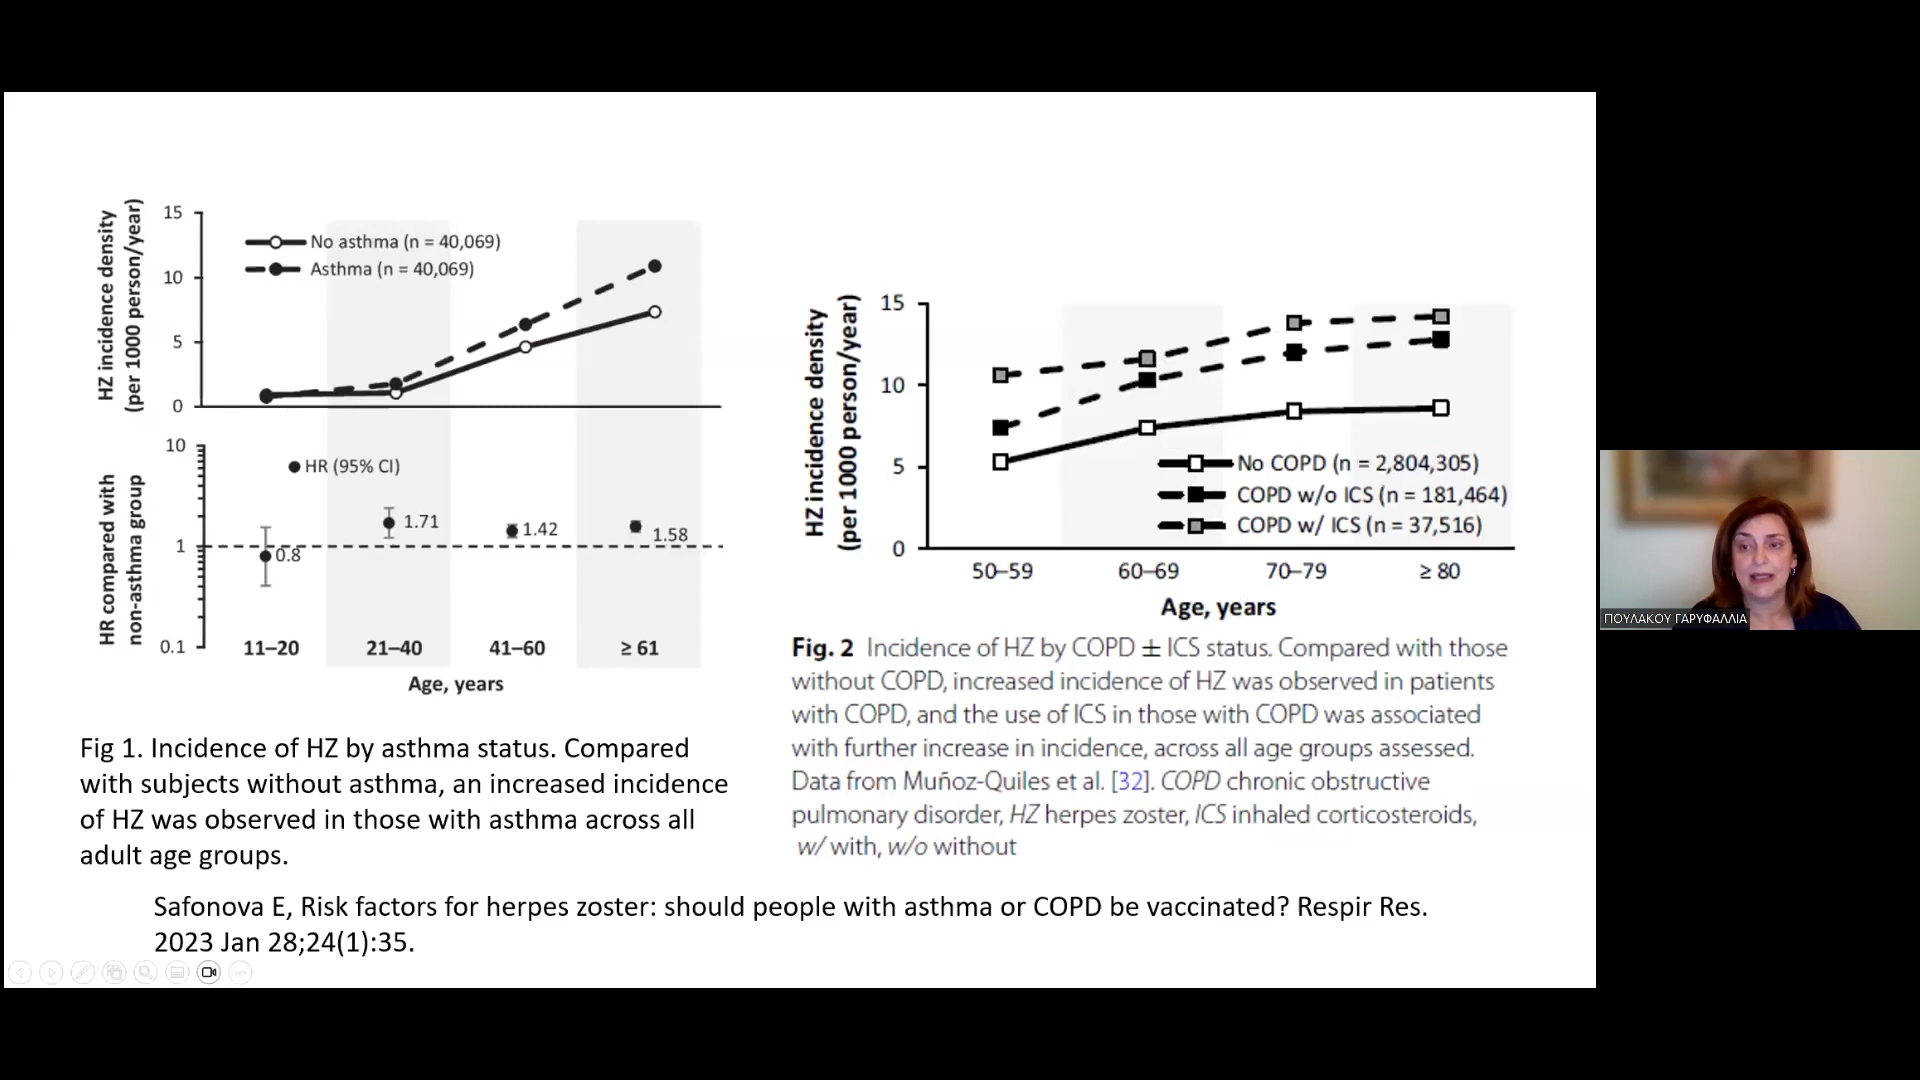 HZ incidence density
(per 1000 person/year)
15
10
5
0
No asthma (n = 40,069)
Asthma (n = 40,069)
HR compared with
non-asthma group
10
1
0.1
HR (95% CI)
0.8
1.71
1.42
1.58
11–20
21–40
41–60
≥ 61
Age, years
Fig 1. Incidence of HZ by asthma status. Compared
with subjects without asthma, an increased incidence
of HZ was observed in those with asthma across all
adult age groups.
HZ incidence density
(per 1000 person/year)
15
10
5
0
No COPD (n = 2,804,305)
COPD w/o ICS (n = 181,464)
COPD w/ ICS (n = 37,516)
50–59
60–69
70–79
≥ 80
Age, years
Fig. 2 Incidence of HZ by COPD ± ICS status. Compared with those
without COPD, increased incidence of HZ was observed in patients
with COPD, and the use of ICS in those with COPD was associated
with further increase in incidence, across all age groups assessed.
Data from Muñoz-Quiles et al. [32]. COPD chronic obstructive
pulmonary disorder, HZ herpes zoster, ICS inhaled corticosteroids,
w/ with, w/o without
Safonova E, Risk factors for herpes zoster: should people with asthma or COPD be vaccinated? Respir Res.
2023 Jan 28;24(1):35.
ΠΟΥΛΑΚΟΥ ΓΑΡΥΦΑΛΛΙΑ